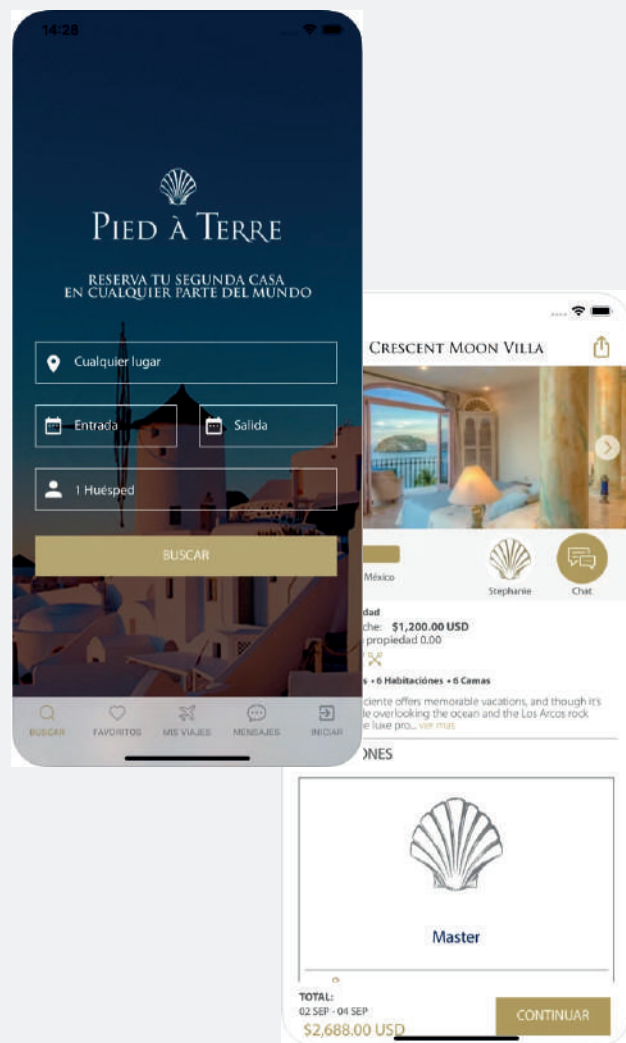 14:28
PIED À TERRE
RESERVA TU SEGUNDA CASA
EN CUALQUIER PARTE DEL MUNDO
Cualquier lugar
Entrada
Salida
1 Huésped
BUSCAR
BUSCAR
FAVORITOS
MIS VIAJES
MENSAJES
INICIAR
CRESCENT MOON VILLA
México
Stephanie
Chat
dad
che: $1,200.00 USD
propiedad 0.00
s • 6 Habitaciónes • 6 Camas
ciente offers memorable vacations, and though it's
le overlooking the ocean and the Los Arcos rock
e luxe pro... ver mas
ONES
Master
TOTAL:
02 SEP - 04 SEP
$2,688.00 USD
CONTINUAR